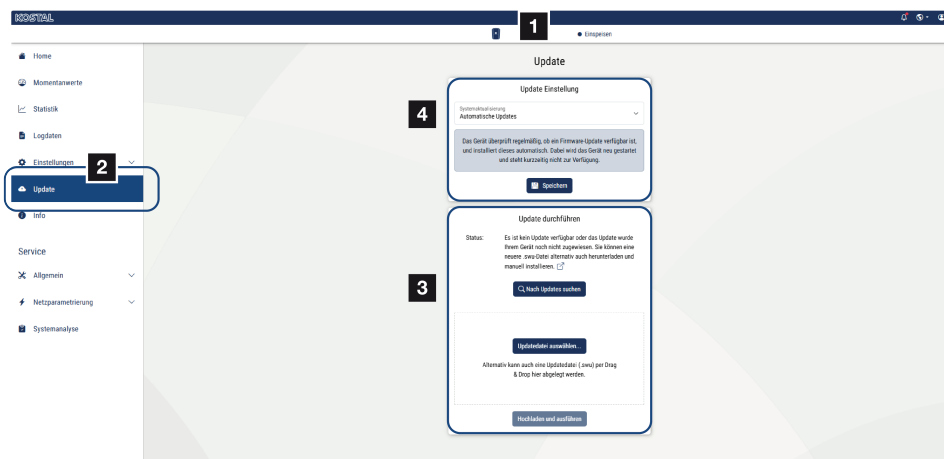 KOSTAL
1
Einspeisen
Home
Momentanwerte
Statistik
Logdaten
Einstellungen
2
Update
Info
Service
Allgemein
Netzparametrierung
Systemanalyse
Update
4
Update Einstellung
Systemaktualisierung
Automatische Updates
Das Gerät überprüft regelmäßig, ob ein Firmware-Update verfügbar ist,
und installiert dieses automatisch. Dabei wird das Gerät neu gestartet
und steht kurzzeitig nicht zur Verfügung.
Speichern
3
Update durchführen
Status: Es ist kein Update verfügbar oder das Update wurde
Ihrem Gerät noch nicht zugewiesen. Sie können eine
neuere .swu-Datei alternativ auch herunterladen und
manuell installieren.
Nach Updates suchen
Updatedatei auswählen...
Alternativ kann auch eine Updatedatei (.swu) per Drag
& Drop hier abgelegt werden.
Hochladen und ausführen